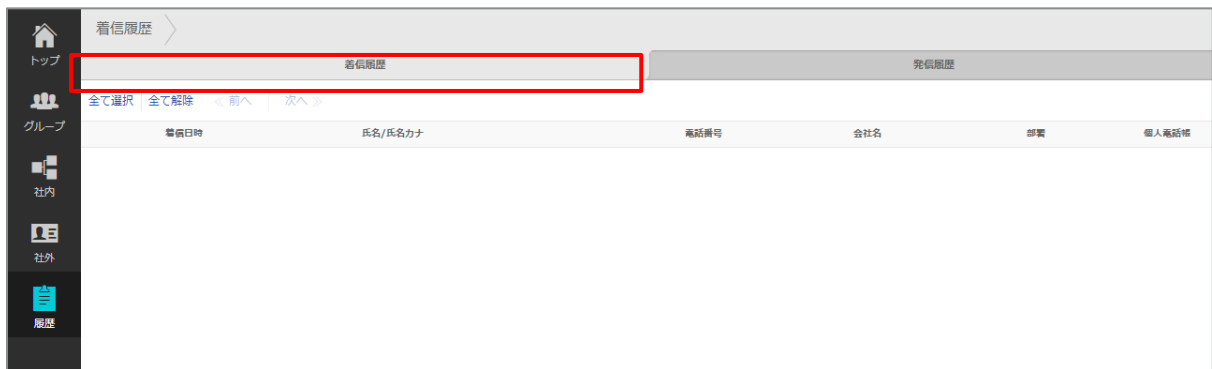 着信履歴
トップ
着信履歴 発信履歴
全て選択 全て解除 ≪ 前へ 次へ ≫
グループ
着信日時 氏名/氏名カナ 電話番号 会社名 部署 個人電話帳
社内
社外
履歴